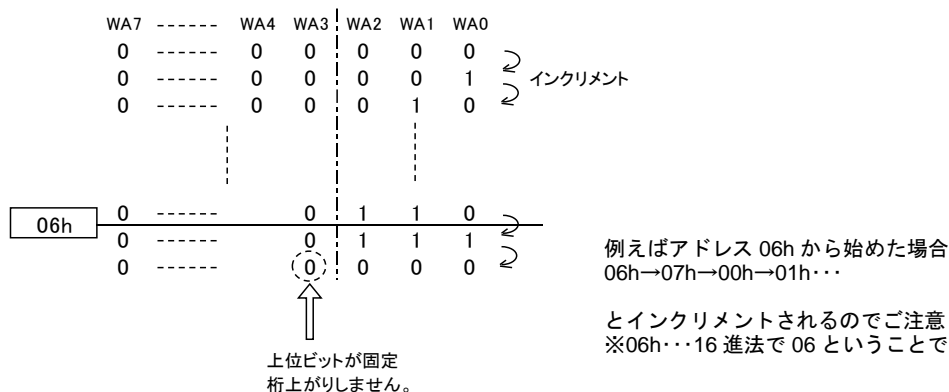 WA7 ------ WA4 WA3 WA2 WA1 WA0
0 ------ 0 0 0 0 0
0 ------ 0 0 0 0 1
0 ------ 0 0 0 1 0
インクリメント
06h
0 ------ 0 1 1 0
0 ------ 0 1 1 1
0 ------ 0 0 0 0
上位ビットが固定
桁上がりしません。
例えばアドレス 06h から始めた場合
06h→07h→00h→01h･･･
とインクリメントされるのでご注意
※06h･･･16 進法で 06 ということで